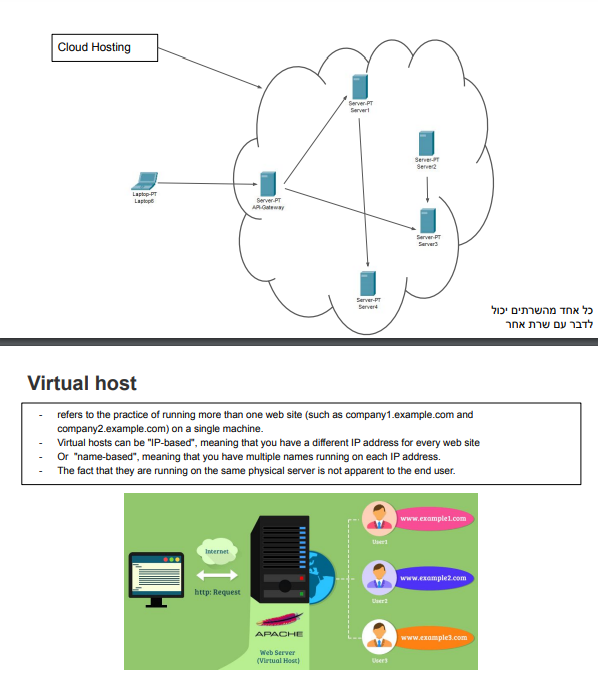 Cloud Hosting
Server-PT
Server1
Server-PT
Server2
Laptop-PT
Laptop6
Server-PT
API-Gateway
Server-PT
Server3
Server-PT
Server4
כל אחד מהשרתים יכול
לדבר עם שרת אחר
Virtual host
- refers to the practice of running more than one web site (such as company1.example.com and
company2.example.com) on a single machine.
- Virtual hosts can be "IP-based", meaning that you have a different IP address for every web site
- Or "name-based", meaning that you have multiple names running on each IP address.
- The fact that they are running on the same physical server is not apparent to the end user.
www.example1.com
User1
Internet
http: Request
www.example2.com
User2
APACHE
Web Server
(Virtual Host)
www.example3.com
User3